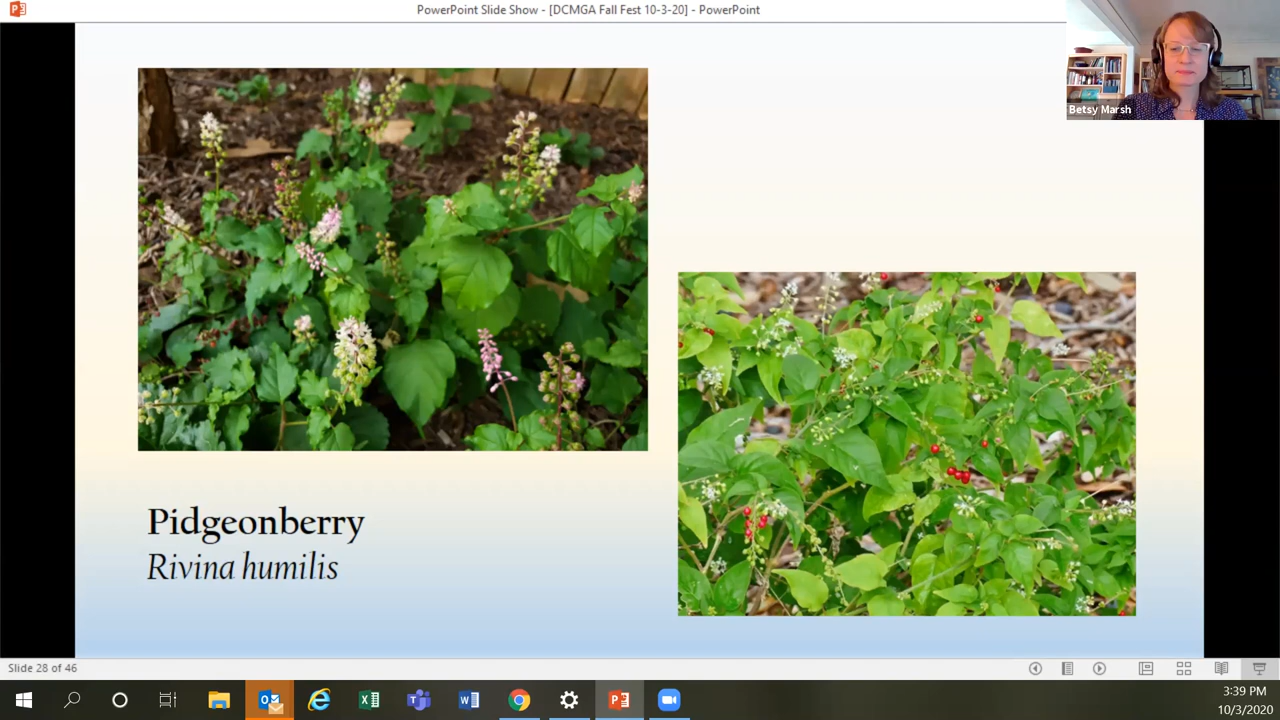 PowerPoint Slide Show - [DCMGA Fall Fest 10-3-20] - PowerPoint
Betsy Marsh
Pidgeonberry
Rivina humilis
Slide 28 of 46
3:39 PM
10/3/2020